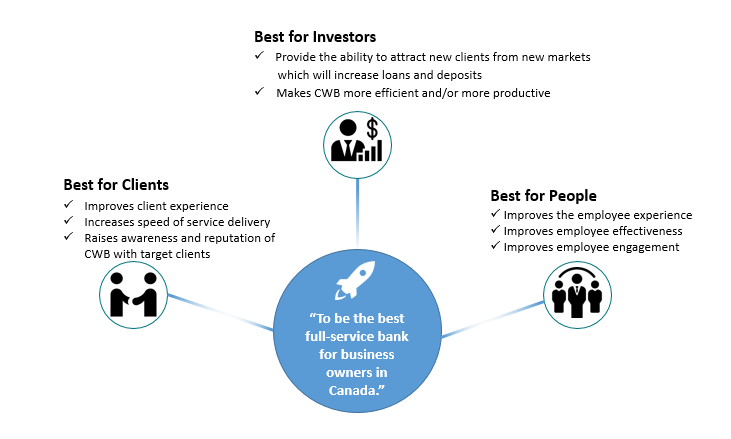 Best for Investors
✓ Provide the ability to attract new clients from new markets
which will increase loans and deposits
✓ Makes CWB more efficient and/or more productive
$
Best for Clients
✓ Improves client experience
✓ Increases speed of service delivery
✓ Raises awareness and reputation of
CWB with target clients
Best for People
✓ Improves the employee experience
✓ Improves employee effectiveness
✓ Improves employee engagement
“To be the best
full-service bank
for business
owners in
Canada.”